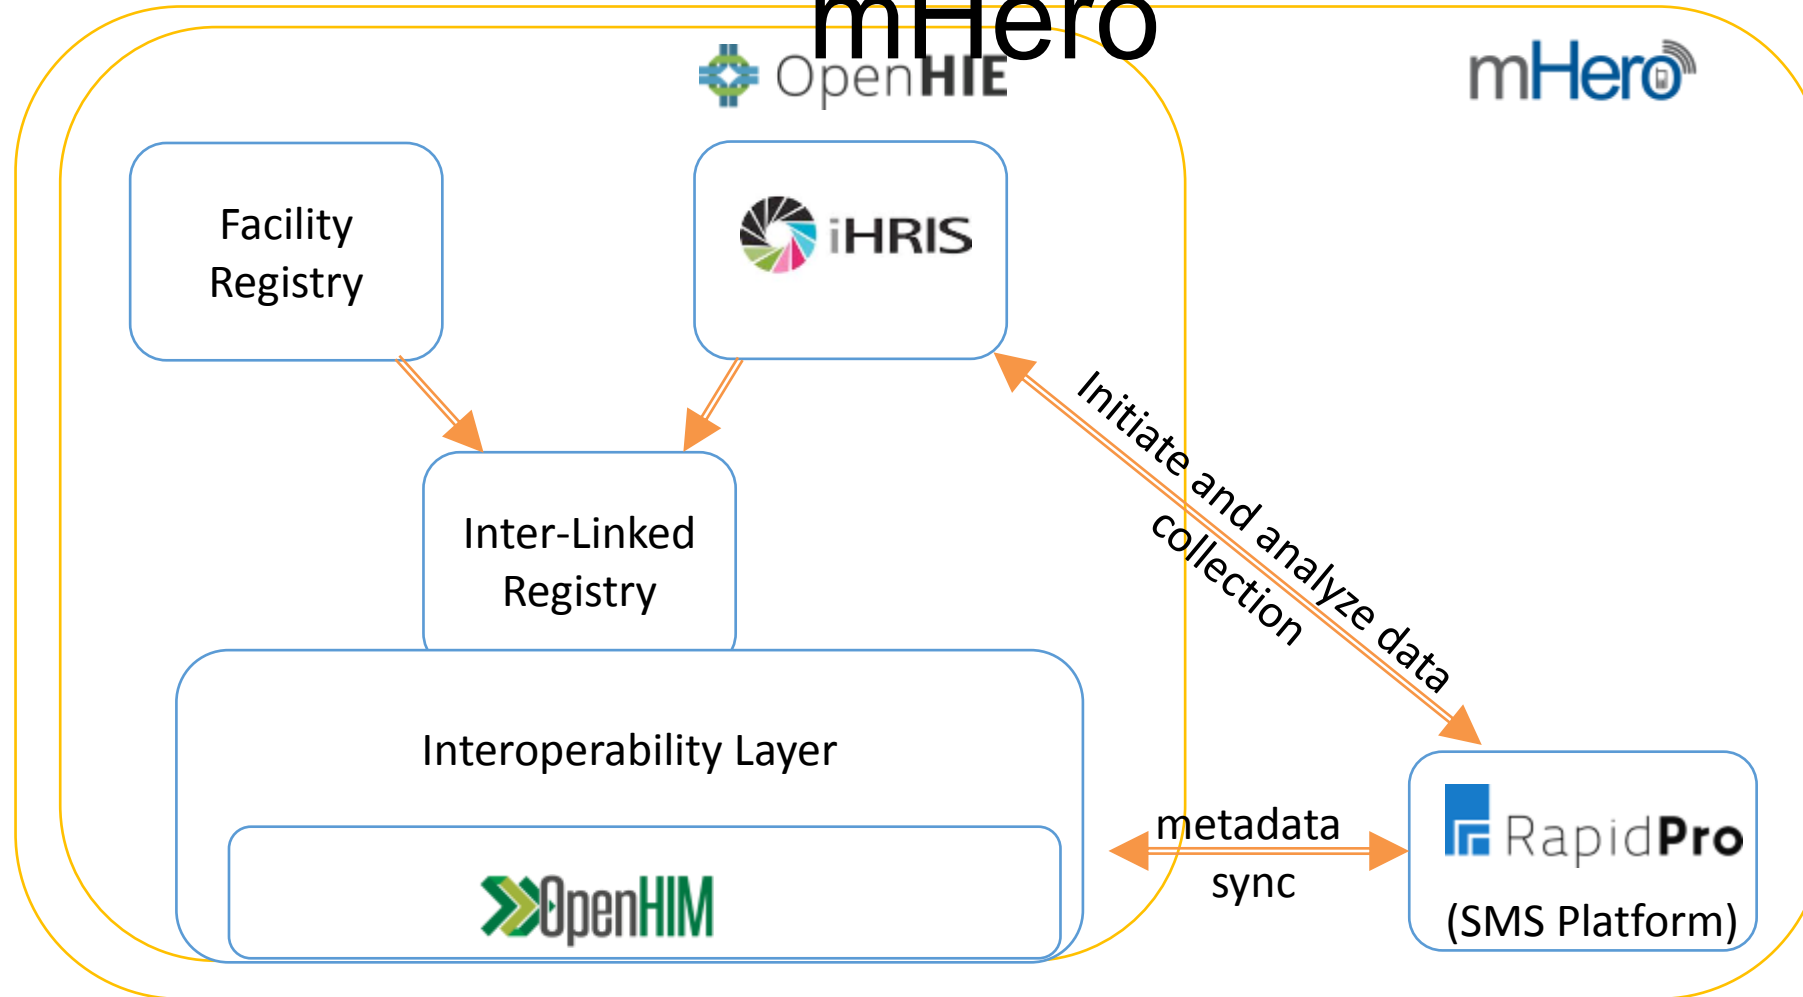 mHero
OpenHIE
mHero
Facility
Registry
iHRIS
Initiate and analyze data
collection
Inter-Linked
Registry
Interoperability Layer
OpenHIM
metadata
sync
RapidPro
(SMS Platform)